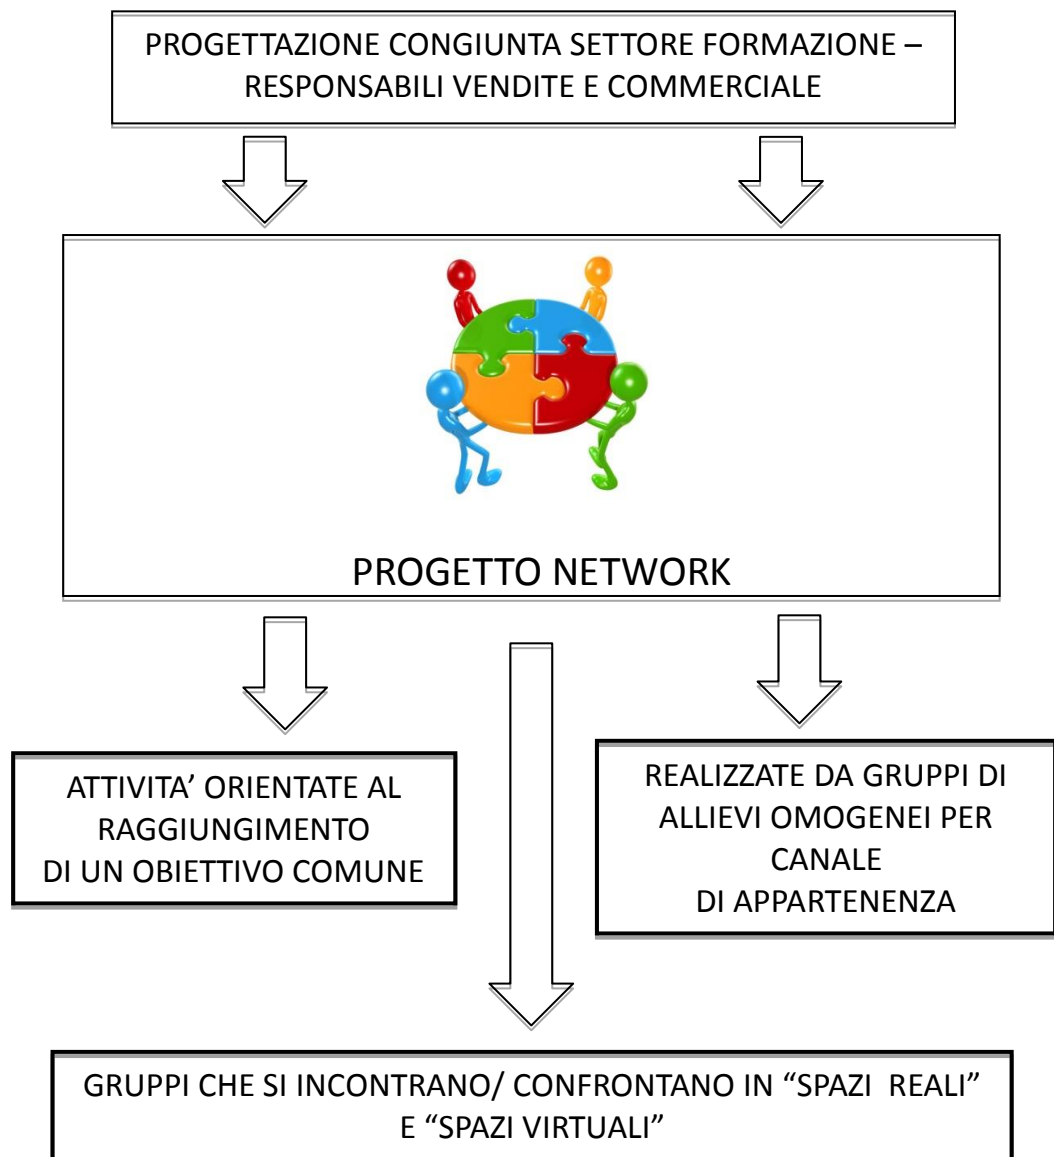 PROGETTAZIONE CONGIUNTA SETTORE FORMAZIONE –
RESPONSABILI VENDITE E COMMERCIALE
PROGETTO NETWORK
ATTIVITA’ ORIENTATE AL
RAGGIUNGIMENTO
DI UN OBIETTIVO COMUNE
REALIZZATE DA GRUPPI DI
ALLIEVI OMOGENEI PER
CANALE
DI APPARTENENZA
GRUPPI CHE SI INCONTRANO/ CONFRONTANO IN “SPAZI REALI”
E “SPAZI VIRTUALI”